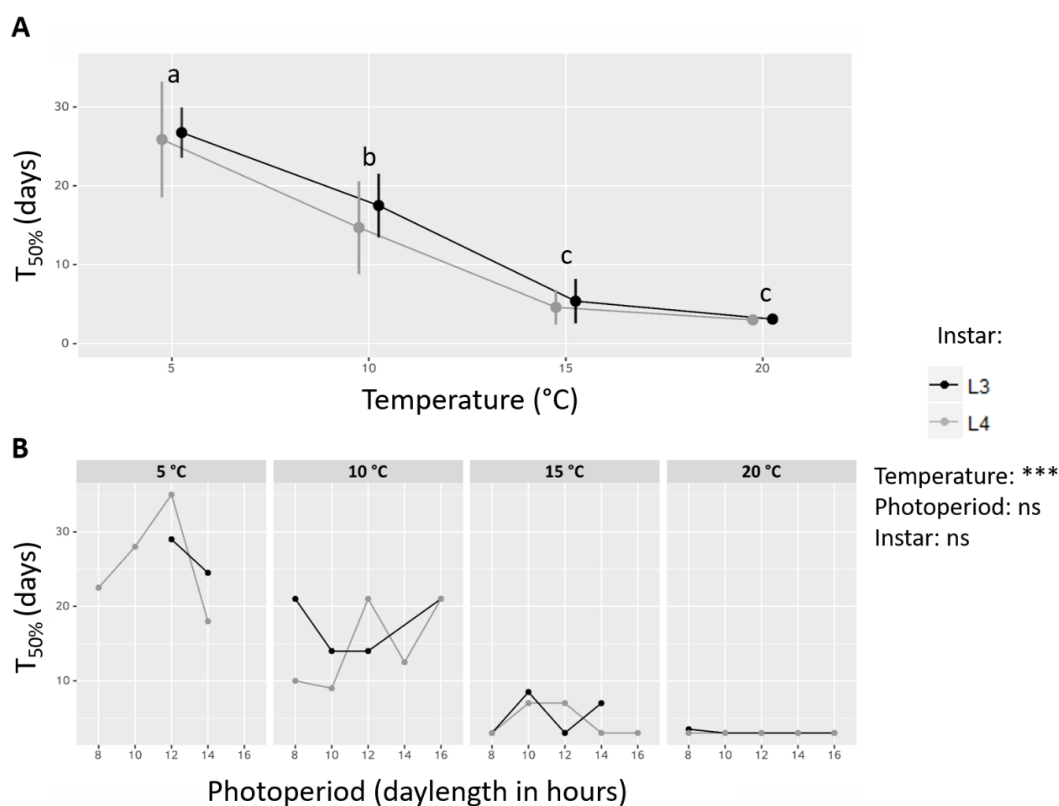 A
a
b
c
c
30
20
10
0
T50% (days)
5 10 15 20
Temperature (°C)
Instar:
L3
L4
B
5 °C 10 °C 15 °C 20 °C
Temperature: ***
Photoperiod: ns
Instar: ns
30
20
10
T50% (days)
8 10 12 14 16 8 10 12 14 16 8 10 12 14 16 8 10 12 14 16
Photoperiod (daylength in hours)